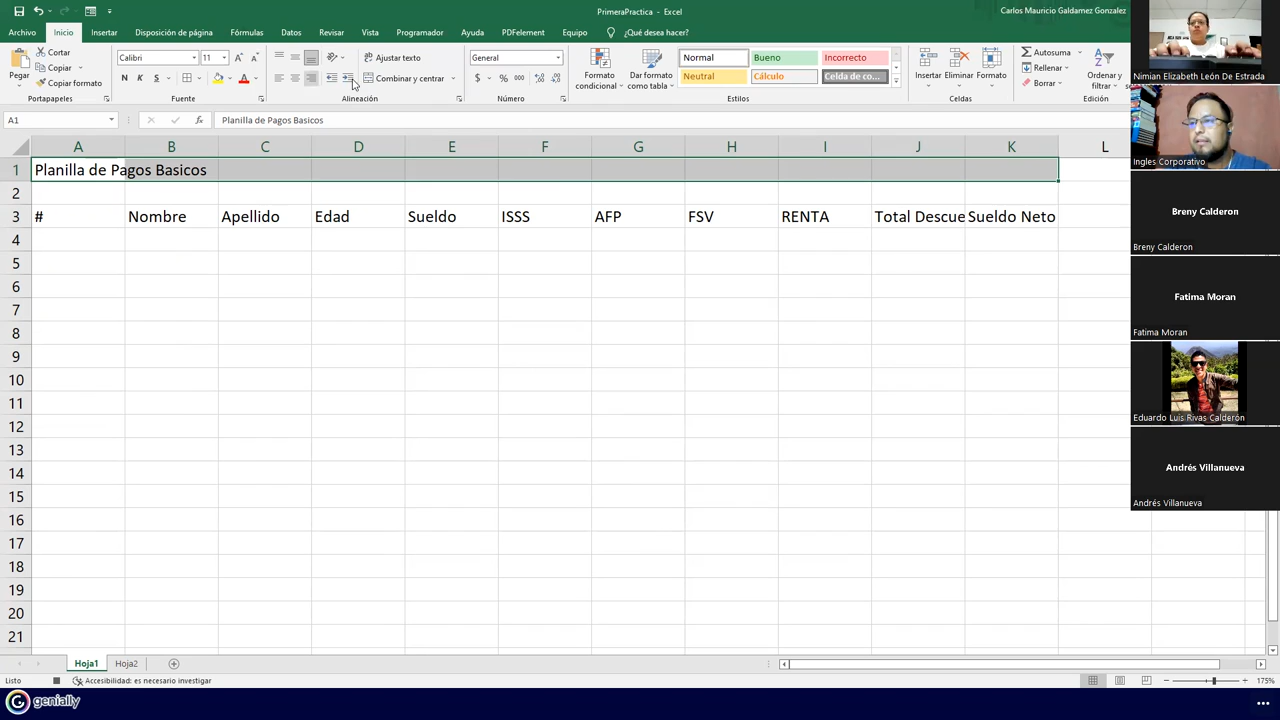 PrimeraPractica - Excel
Carlos Mauricio Galdamez Gonzalez
Archivo Inicio Insertar Disposición de página Fórmulas Datos Revisar Vista Programador Ayuda PDFelement Equipo ¿Qué desea hacer?
Pegar
Cortar
Copiar
Copiar formato
Portapapeles
Calibri 11
N K S
Fuente
Ajustar texto
Combinar y centrar
Alineación
General
$ % 000
Número
Formato condicional
Dar formato como tabla
Normal Bueno Incorrecto
Neutral Cálculo Celda de co...
Estilos
Insertar Eliminar Formato
Celdas
Autosuma
Rellenar
Borrar
Ordenar y filtrar
Edición
A1
fx
Planilla de Pagos Basicos
A B C D E F G H I J K L
1 Planilla de Pagos Basicos
2
3 # Nombre Apellido Edad Sueldo ISSS AFP FSV RENTA Total Descue Sueldo Neto
4
5
6
7
8
9
10
11
12
13
14
15
16
17
18
19
20
21
Hoja1 Hoja2
Listo
Accesibilidad: es necesario investigar
175%
genially
Nimian Elizabeth León De Estrada
Ingles Corporativo
Breny Calderon
Breny Calderon
Fatima Moran
Fatima Moran
Eduardo Luis Rivas Calderón
Andrés Villanueva
Andrés Villanueva